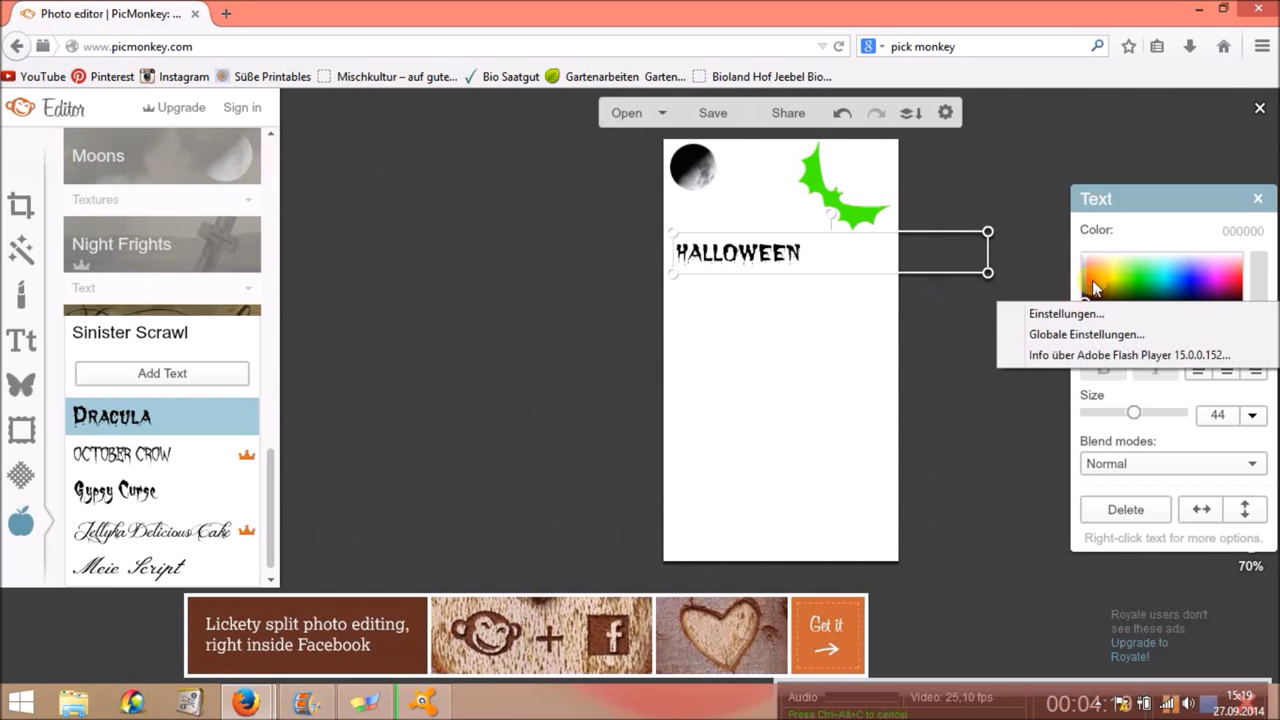 Photo editor | PicMonkey: ...
www.picmonkey.com
pick monkey
YouTube Pinterest Instagram Süße Printables Mischkultur – auf gute... Bio Saatgut Gartenarbeiten Garten... Bioland Hof Jeebel Bio...
Editor Upgrade Sign in
Open Save Share
Moons
Textures
Night Frights
Text
Sinister Scrawl
Add Text
DRACULA
OCTOBER CROW
Gypsy Curse
Jellyka Delicious Cake
Meie Script
Tt
HALLOWEEN
Text
Color: 000000
Einstellungen...
Globale Einstellungen...
Info über Adobe Flash Player 15.0.0.152...
Size
44
Blend modes:
Normal
Delete
Right-click text for more options.
70%
Lickety split photo editing,
right inside Facebook
+ f
Get it
Royale users don't
see these ads.
Upgrade to
Royale!
Audio Video: 25,10 fps
Press Ctrl+Alt+C to cancel
15:19
27.09.2014